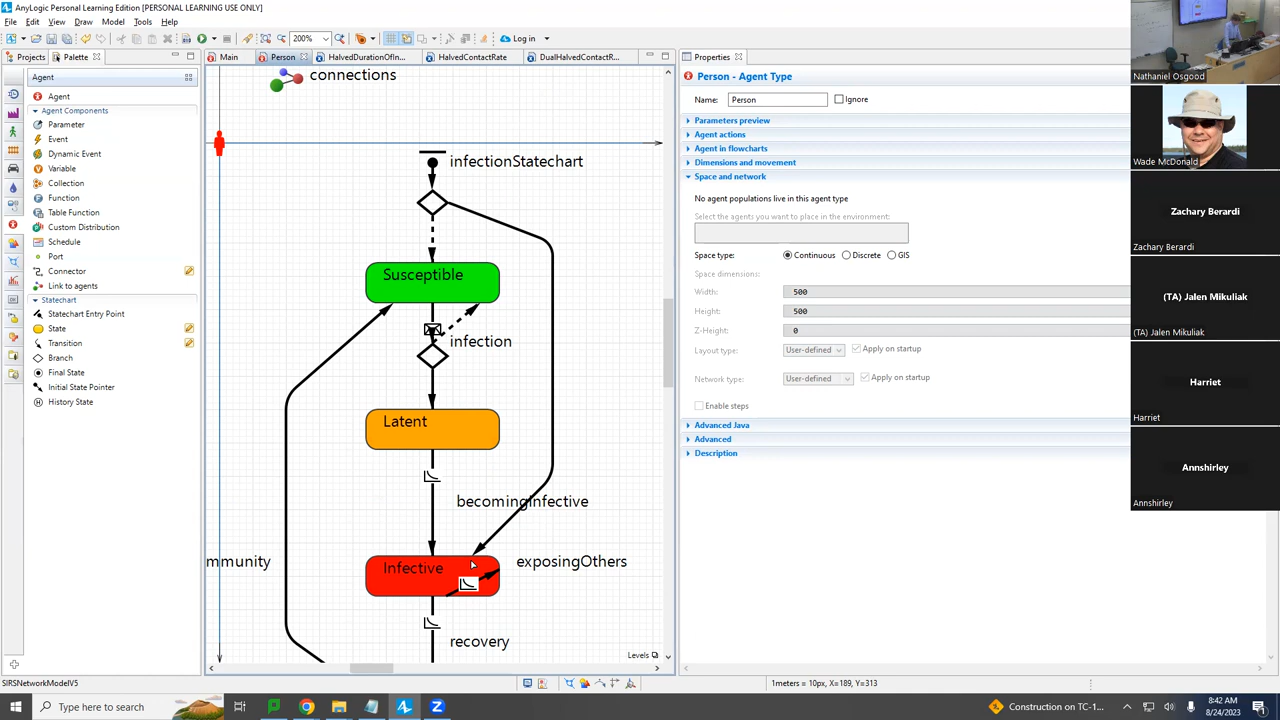 AnyLogic Personal Learning Edition [PERSONAL LEARNING USE ONLY]
File Edit View Draw Model Tools Help
200% Log in
Projects Palette Main Person HalvedDurationOfIn... HalvedContactRate DualHalvedContactR... Properties
Agent
Agent
Agent Components
Parameter
Event
Dynamic Event
Variable
Collection
Function
Table Function
Custom Distribution
Schedule
Port
Connector
Link to agents
Statechart
Statechart Entry Point
State
Transition
Branch
Final State
Initial State Pointer
History State
connections
infectionStatechart
Susceptible
infection
Latent
becomingInfective
mmunity
Infective
exposingOthers
recovery
Levels
Person - Agent Type
Name: Person Ignore
Parameters preview
Agent actions
Agent in flowcharts
Dimensions and movement
Space and network
No agent populations live in this agent type
Select the agents you want to place in the environment:
Space type: Continuous Discrete GIS
Space dimensions:
Width: 500
Height: 500
Z-Height: 0
Layout type: User-defined Apply on startup
Network type: User-defined Apply on startup
Enable steps
Advanced Java
Advanced
Description
Nathaniel Osgood
Wade McDonald
Zachary Berardi
Zachary Berardi
(TA) Jalen Mikuliak
(TA) Jalen Mikuliak
Harriet
Harriet
Annshirley
Annshirley
SIRSNetworkModelV5
1meters = 10px, X=189, Y=313
Type here to search
Construction on TC-1...
8:42 AM
8/24/2023